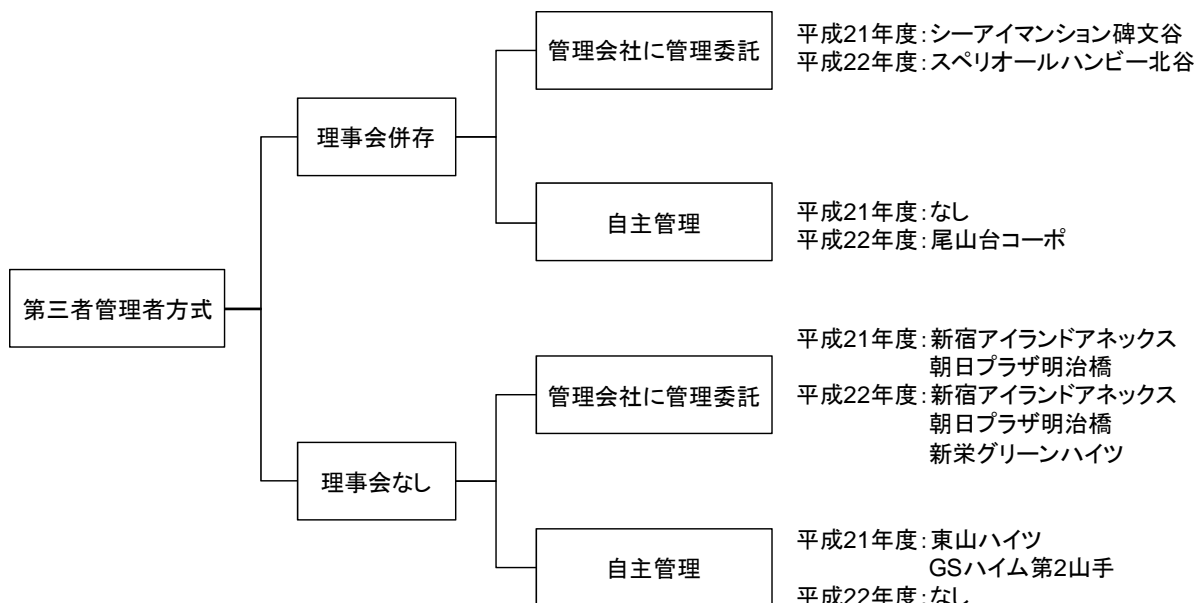 管理会社に管理委託
平成21年度：シーアイマンション碑文谷
平成22年度：スペリオールハンビー北谷
理事会併存
自主管理
平成21年度：なし
平成22年度：尾山台コーポ
第三者管理者方式
平成21年度：新宿アイランドアネックス
朝日プラザ明治橋
管理会社に管理委託
平成22年度：新宿アイランドアネックス
朝日プラザ明治橋
新栄グリーンハイツ
理事会なし
自主管理
平成21年度：東山ハイツ
GSハイム第2山手
平成22年度：なし